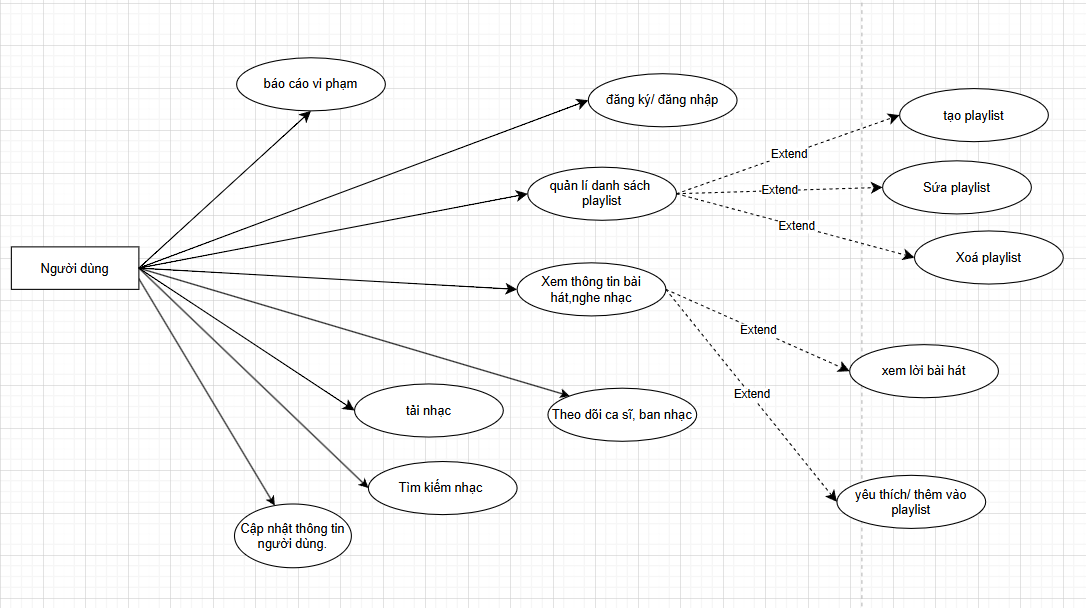 báo cáo vi phạm
đăng ký/ đăng nhập
tạo playlist
Extend
quản lí danh sách
playlist
Extend
Sứa playlist
Extend
Xoá playlist
Người dùng
Xem thông tin bài
hát,nghe nhạc
Extend
xem lời bài hát
Extend
tải nhạc
Theo dõi ca sĩ, ban nhạc
Tìm kiếm nhạc
yêu thích/ thêm vào
playlist
Cập nhật thông tin
người dùng.